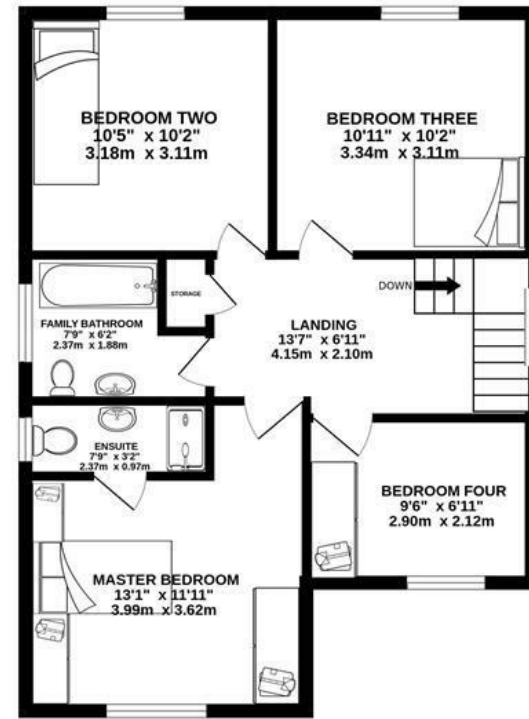 BEDROOM TWO
10'5" x 10'2"
3.18m x 3.11m
BEDROOM THREE
10'11" x 10'2"
3.34m x 3.11m
STORAGE
DOWN
FAMILY BATHROOM
7'9" x 6'2"
2.37m x 1.88m
LANDING
13'7" x 6'11"
4.15m x 2.10m
ENSUITE
7'9" x 3'2"
2.37m x 0.97m
BEDROOM FOUR
9'6" x 6'11"
2.90m x 2.12m
MASTER BEDROOM
13'1" x 11'11"
3.99m x 3.62m